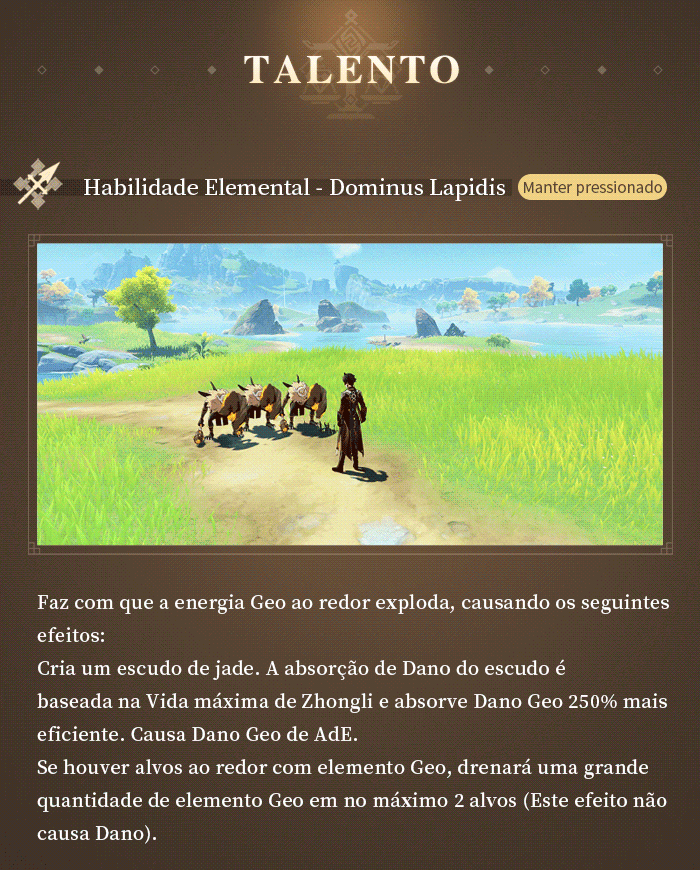 TALENTO
Habilidade Elemental - Dominus Lapidis
Manter pressionado
Faz com que a energia Geo ao redor exploda, causando os seguintes
efeitos:
Cria um escudo de jade. A absorção de Dano do escudo é
baseada na Vida máxima de Zhongli e absorve Dano Geo 250% mais
eficiente. Causa Dano Geo de AdE.
Se houver alvos ao redor com elemento Geo, drenará uma grande
quantidade de elemento Geo em no máximo 2 alvos (Este efeito não
causa Dano).